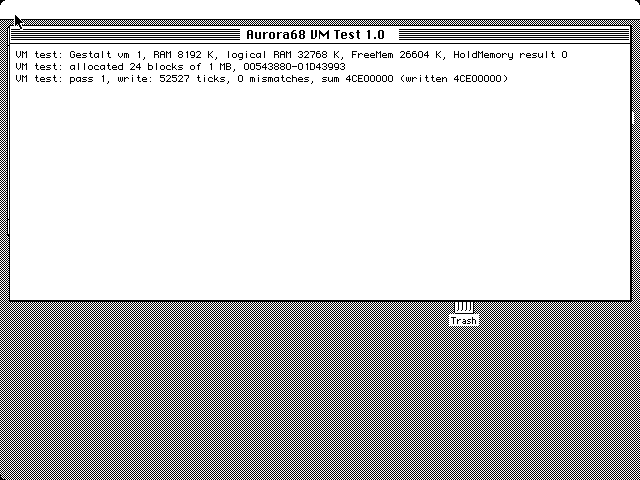 Aurora68 VM Test 1.0
VM test: Gestalt vm 1, RAM 8192 K, logical RAM 32768 K, FreeMem 26604 K, HoldMemory result 0
VM test: allocated 24 blocks of 1 MB, 00543880-01D43993
VM test: pass 1, write: 52527 ticks, 0 mismatches, sum 4CE00000 (written 4CE00000)
Trash